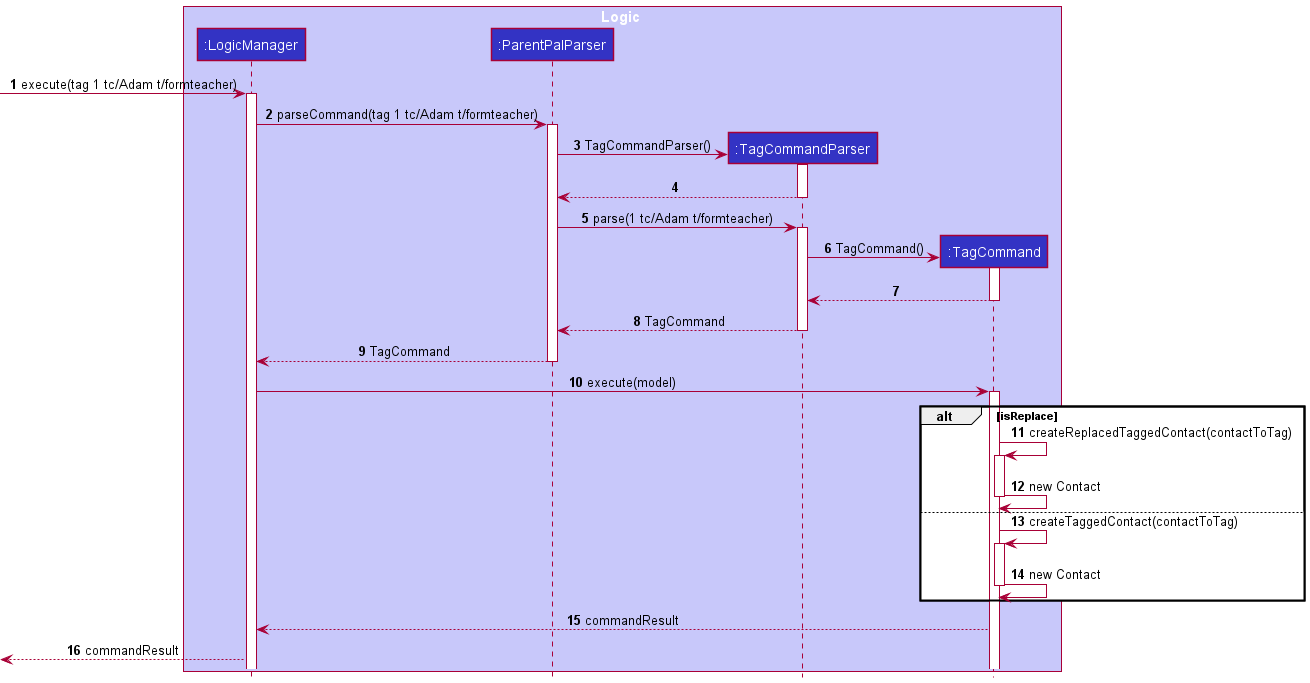 Logic
:LogicManager
:ParentPalParser
1 execute(tag 1 tc/Adam t/formteacher)
2 parseCommand(tag 1 tc/Adam t/formteacher)
3 TagCommandParser()
:TagCommandParser
4
5 parse(1 tc/Adam t/formteacher)
6 TagCommand()
:TagCommand
7
8 TagCommand
9 TagCommand
10 execute(model)
alt [isReplace]
11 createReplacedTaggedContact(contactToTag)
12 new Contact
13 createTaggedContact(contactToTag)
14 new Contact
15 commandResult
16 commandResult